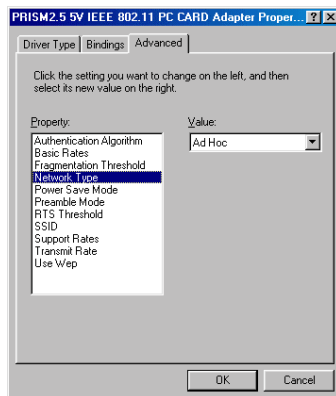 PRISM2.5 5V IEEE 802.11 PC CARD Adapter Proper... ? X
Driver Type Bindings Advanced
Click the setting you want to change on the left, and then
select its new value on the right.
Property:
Authentication Algorithm
Basic Rates
Fragmentation Threshold
Network Type
Power Save Mode
Preamble Mode
RTS Threshold
SSID
Support Rates
Transmit Rate
Use Wep
Value:
Ad Hoc
OK Cancel